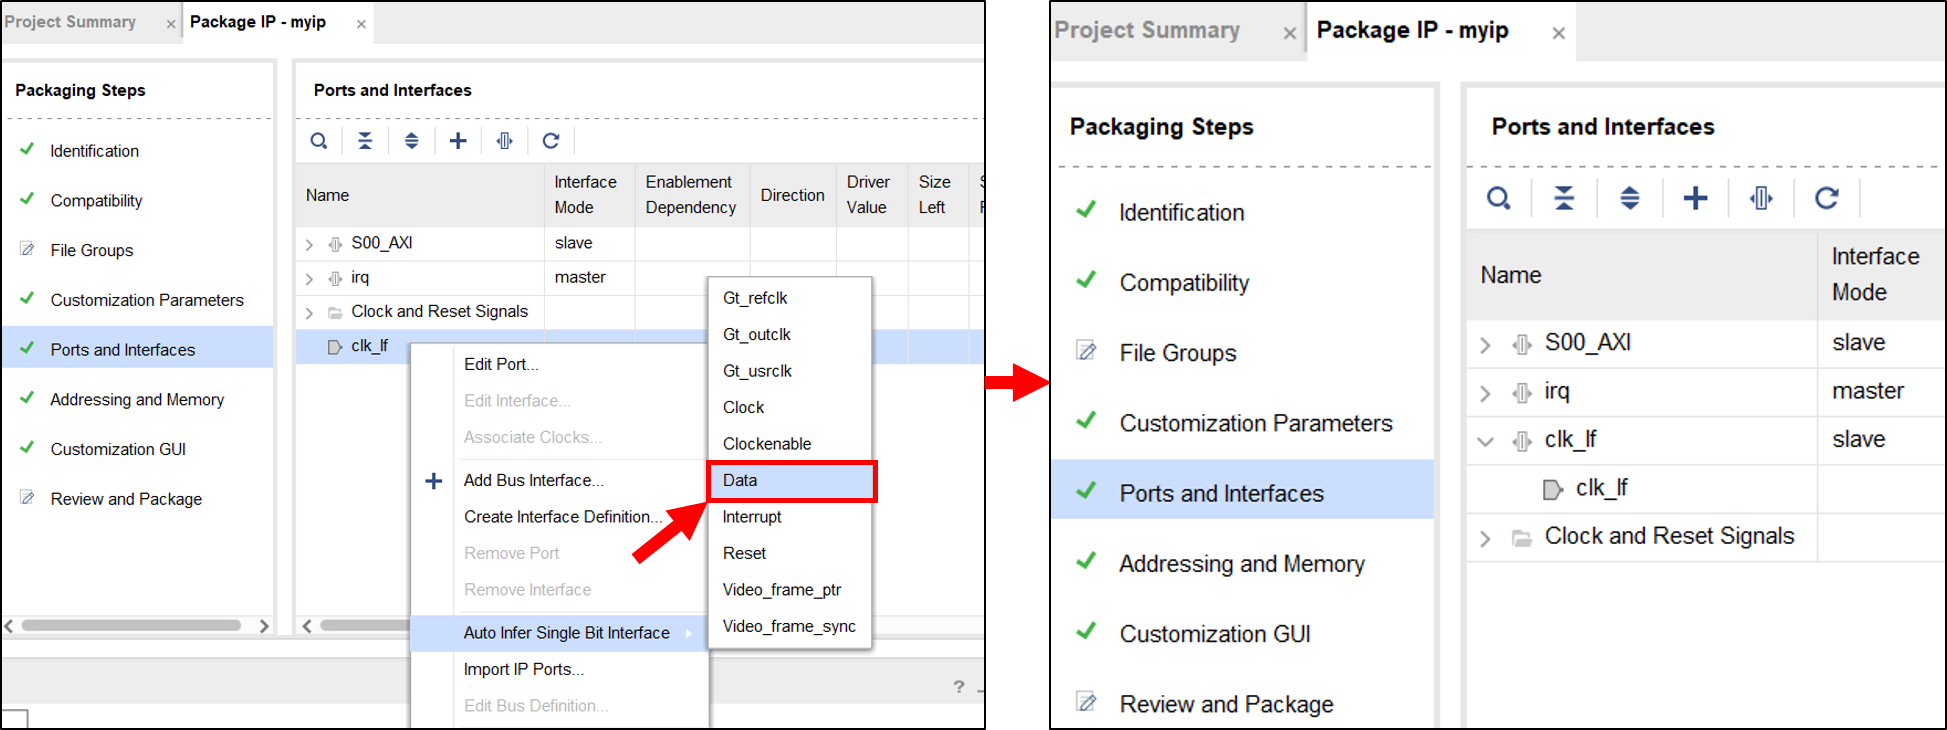 Project Summary × Package IP - myip ×
Packaging Steps
Identification
Compatibility
File Groups
Customization Parameters
Ports and Interfaces
Addressing and Memory
Customization GUI
Review and Package
Ports and Interfaces
Name Interface Mode Enablement Dependency Direction Driver Value Size Left
S00_AXI slave
irq master
Clock and Reset Signals
clk_lf
Edit Port...
Edit Interface...
Associate Clocks...
Add Bus Interface...
Create Interface Definition...
Remove Port
Remove Interface
Auto Infer Single Bit Interface
Import IP Ports...
Edit Bus Definition...
Gt_refclk
Gt_outclk
Gt_usrclk
Clock
Clockenable
Data
Interrupt
Reset
Video_frame_ptr
Video_frame_sync
?
Project Summary × Package IP - myip ×
Packaging Steps
Identification
Compatibility
File Groups
Customization Parameters
Ports and Interfaces
Addressing and Memory
Customization GUI
Review and Package
Ports and Interfaces
Name Interface Mode
S00_AXI slave
irq master
clk_lf slave
clk_lf
Clock and Reset Signals